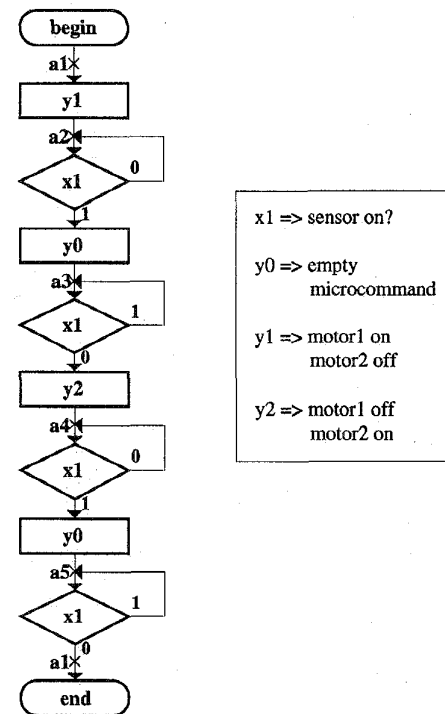 begin
a1
y1
a2
0
x1
1
y0
a3
x1
1
0
y2
a4
0
x1
1
y0
a5
1
x1
0
a1
end
x1 => sensor on?
y0 => empty
microcommand
y1 => motor1 on
motor2 off
y2 => motor1 off
motor2 on